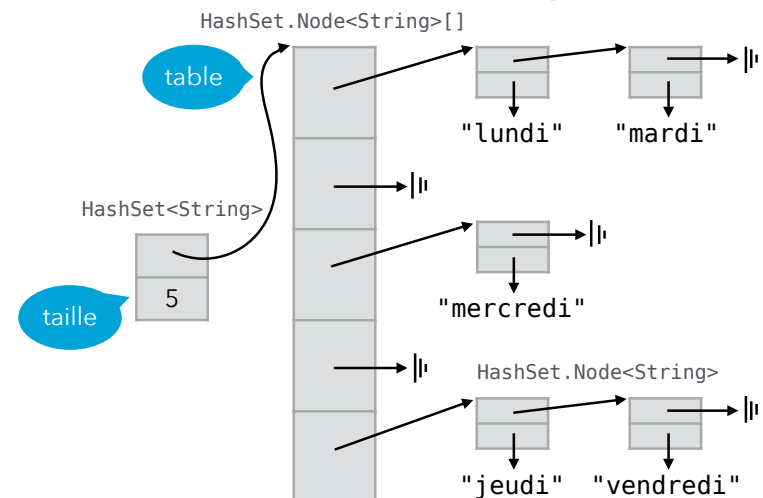 HashSet.Node<String>[]
table
"lundi" "mardi"
HashSet<String>
5
taille
"mercredi"
HashSet.Node<String>
"jeudi" "vendredi"